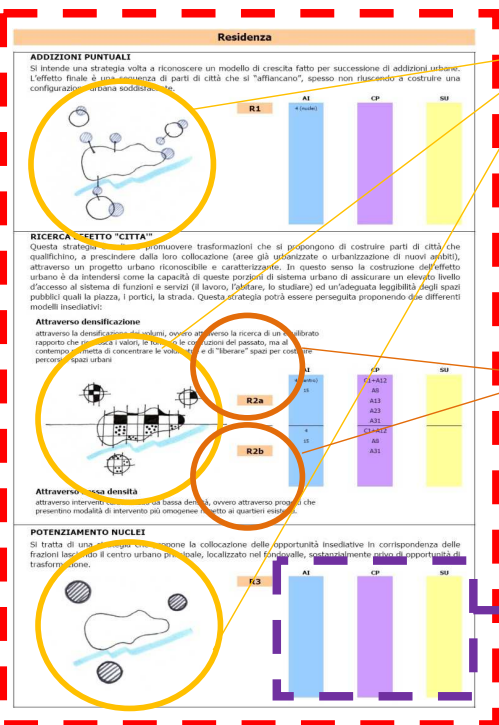 Residenza
ADDIZIONI PUNTUALI
Si intende una strategia volta a riconoscere un modello di crescita fatto per successione di addizioni urbane.
L'effetto finale è una sequenza di parti di città che si "affiancano", spesso non riuscendo a costruire una
configurazione urbana soddisfacente.
AI CP SU
R1
4 (nuclei)
RICERCA EFFETTO "CITTA'"
Questa strategia promuovere trasformazioni che si propongono di costruire parti di città che
qualifichino, a prescindere dalla loro collocazione (aree già urbanizzate o urbanizzazione di nuovi ambiti),
attraverso un progetto urbano riconoscibile e caratterizzante. In questo senso la costruzione dell'effetto
urbano è da intendersi come la capacità di queste porzioni di sistema urbano di assicurare un elevato livello
d'accesso al sistema di funzioni e servizi (il lavoro, l'abitare, lo studiare) ed un'adeguata leggibilità degli spazi
pubblici quali la piazza, i portici, la strada. Questa strategia potrà essere perseguita proponendo due differenti
modelli insediativi:
Attraverso densificazione
attraverso la densificazione dei volumi, ovvero attraverso la ricerca di un equilibrato
rapporto che valori, le costruzioni del passato, ma al
contempo permetta di concentrare le e di "liberare" spazi per costruire
percorsi spazi urbani
AI CP SU
R2a
15
C1+A12
A8
A13
A23
A31
R2b
4
15
C1+A12
A8
A31
Attraverso bassa densità
attraverso interventi da bassa densità, ovvero attraverso che
presentino modalità di intervento più omogenee rispetto ai quartieri
POTENZIAMENTO NUCLEI
Si tratta di una strategia che propone la collocazione delle opportunità insediative in corrispondenza delle
frazioni lasciando il centro urbano principale, localizzato nel fondovalle, sostanzialmente privo di opportunità di
trasformazione.
AI CP SU
R3